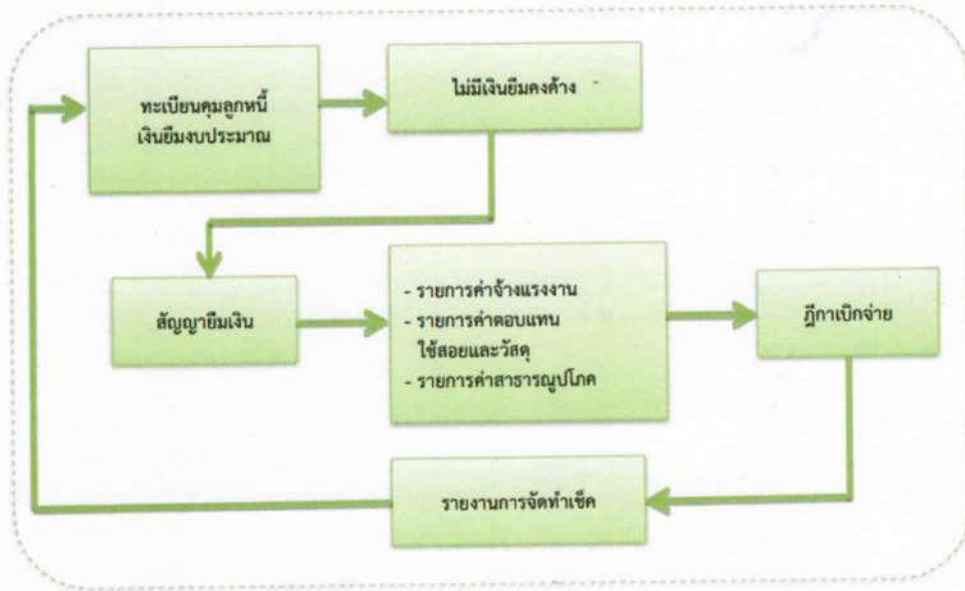 ทะเบียนคุมลูกหนี้
เงินยืมงบประมาณ
ไม่มีเงินยืมคงค้าง -
สัญญายืมเงิน
- รายการค่าจ้างแรงงาน
- รายการค่าตอบแทน
ใช้สอยและวัสดุ
- รายการค่าสาธารณูปโภค
ฎีกาเบิกจ่าย
รายงานการจัดทำเช็ค